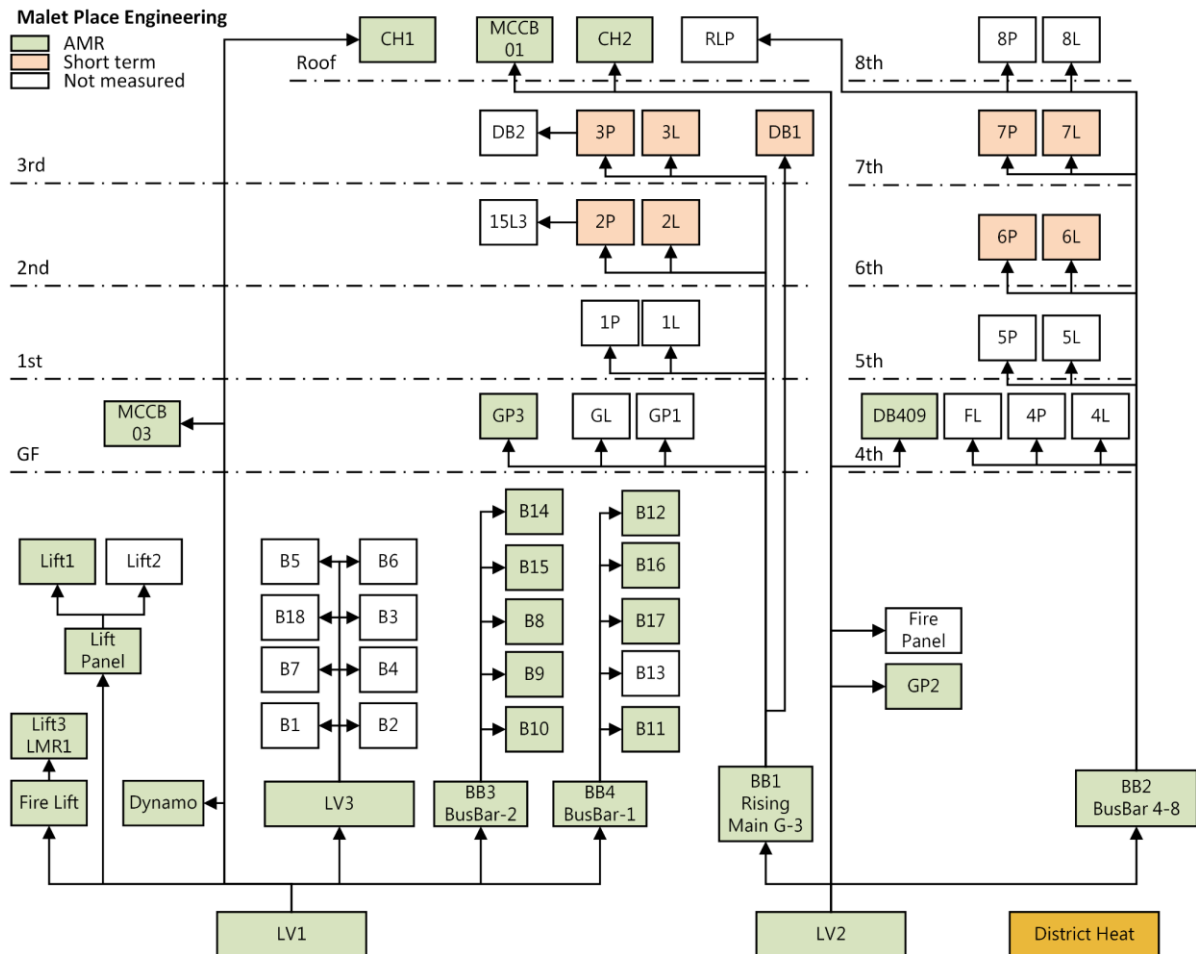 Malet Place Engineering
AMR
Short term
Not measured
CH1
MCCB
01
CH2
RLP
8P
8L
Roof
8th
DB2
3P
3L
DB1
7P
7L
3rd
7th
15L3
2P
2L
6P
6L
2nd
6th
1P
1L
5P
5L
1st
5th
MCCB
03
GP3
GL
GP1
DB409
FL
4P
4L
GF
4th
B14
B12
Lift1
Lift2
B5
B6
B15
B16
B18
B3
B8
B17
Fire
Panel
Lift
Panel
B7
B4
B9
B13
GP2
Lift3
LMR1
B1
B2
B10
B11
Fire Lift
Dynamo
LV3
BB3
BusBar-2
BB4
BusBar-1
BB1
Rising
Main G-3
BB2
BusBar 4-8
LV1
LV2
District Heat